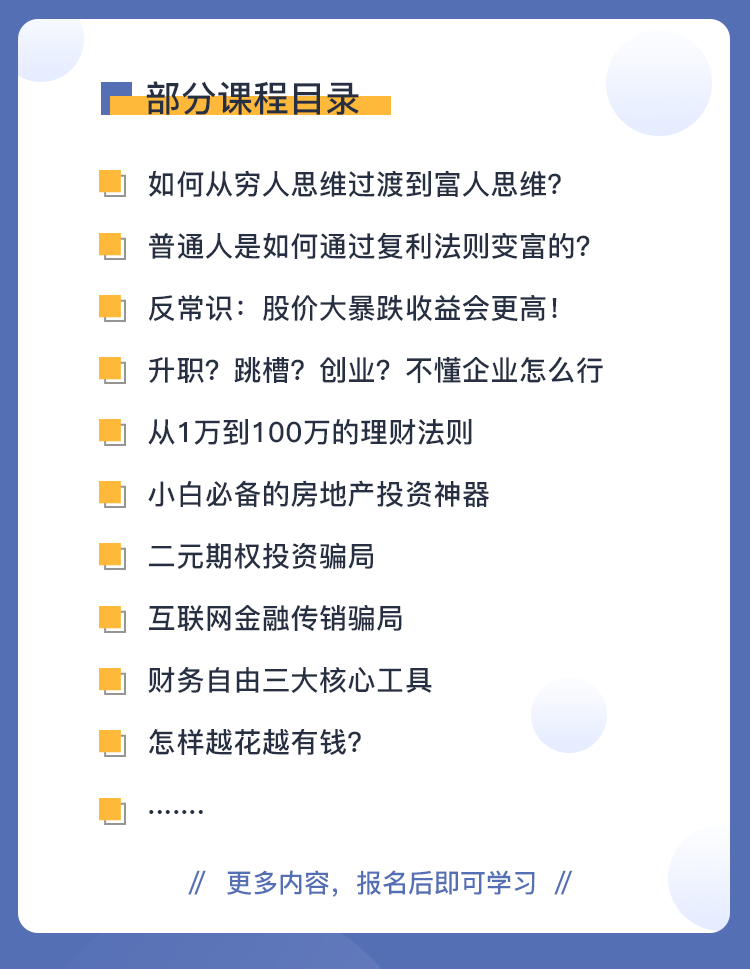 部分课程目录
如何从穷人思维过渡到富人思维？
普通人是如何通过复利法则变富的？
反常识：股价大暴跌收益会更高！
升职？跳槽？创业？不懂企业怎么行
从1万到100万的理财法则
小白必备的房地产投资神器
二元期权投资骗局
互联网金融传销骗局
财务自由三大核心工具
怎样越花越有钱？
·······
// 更多内容，报名后即可学习 //